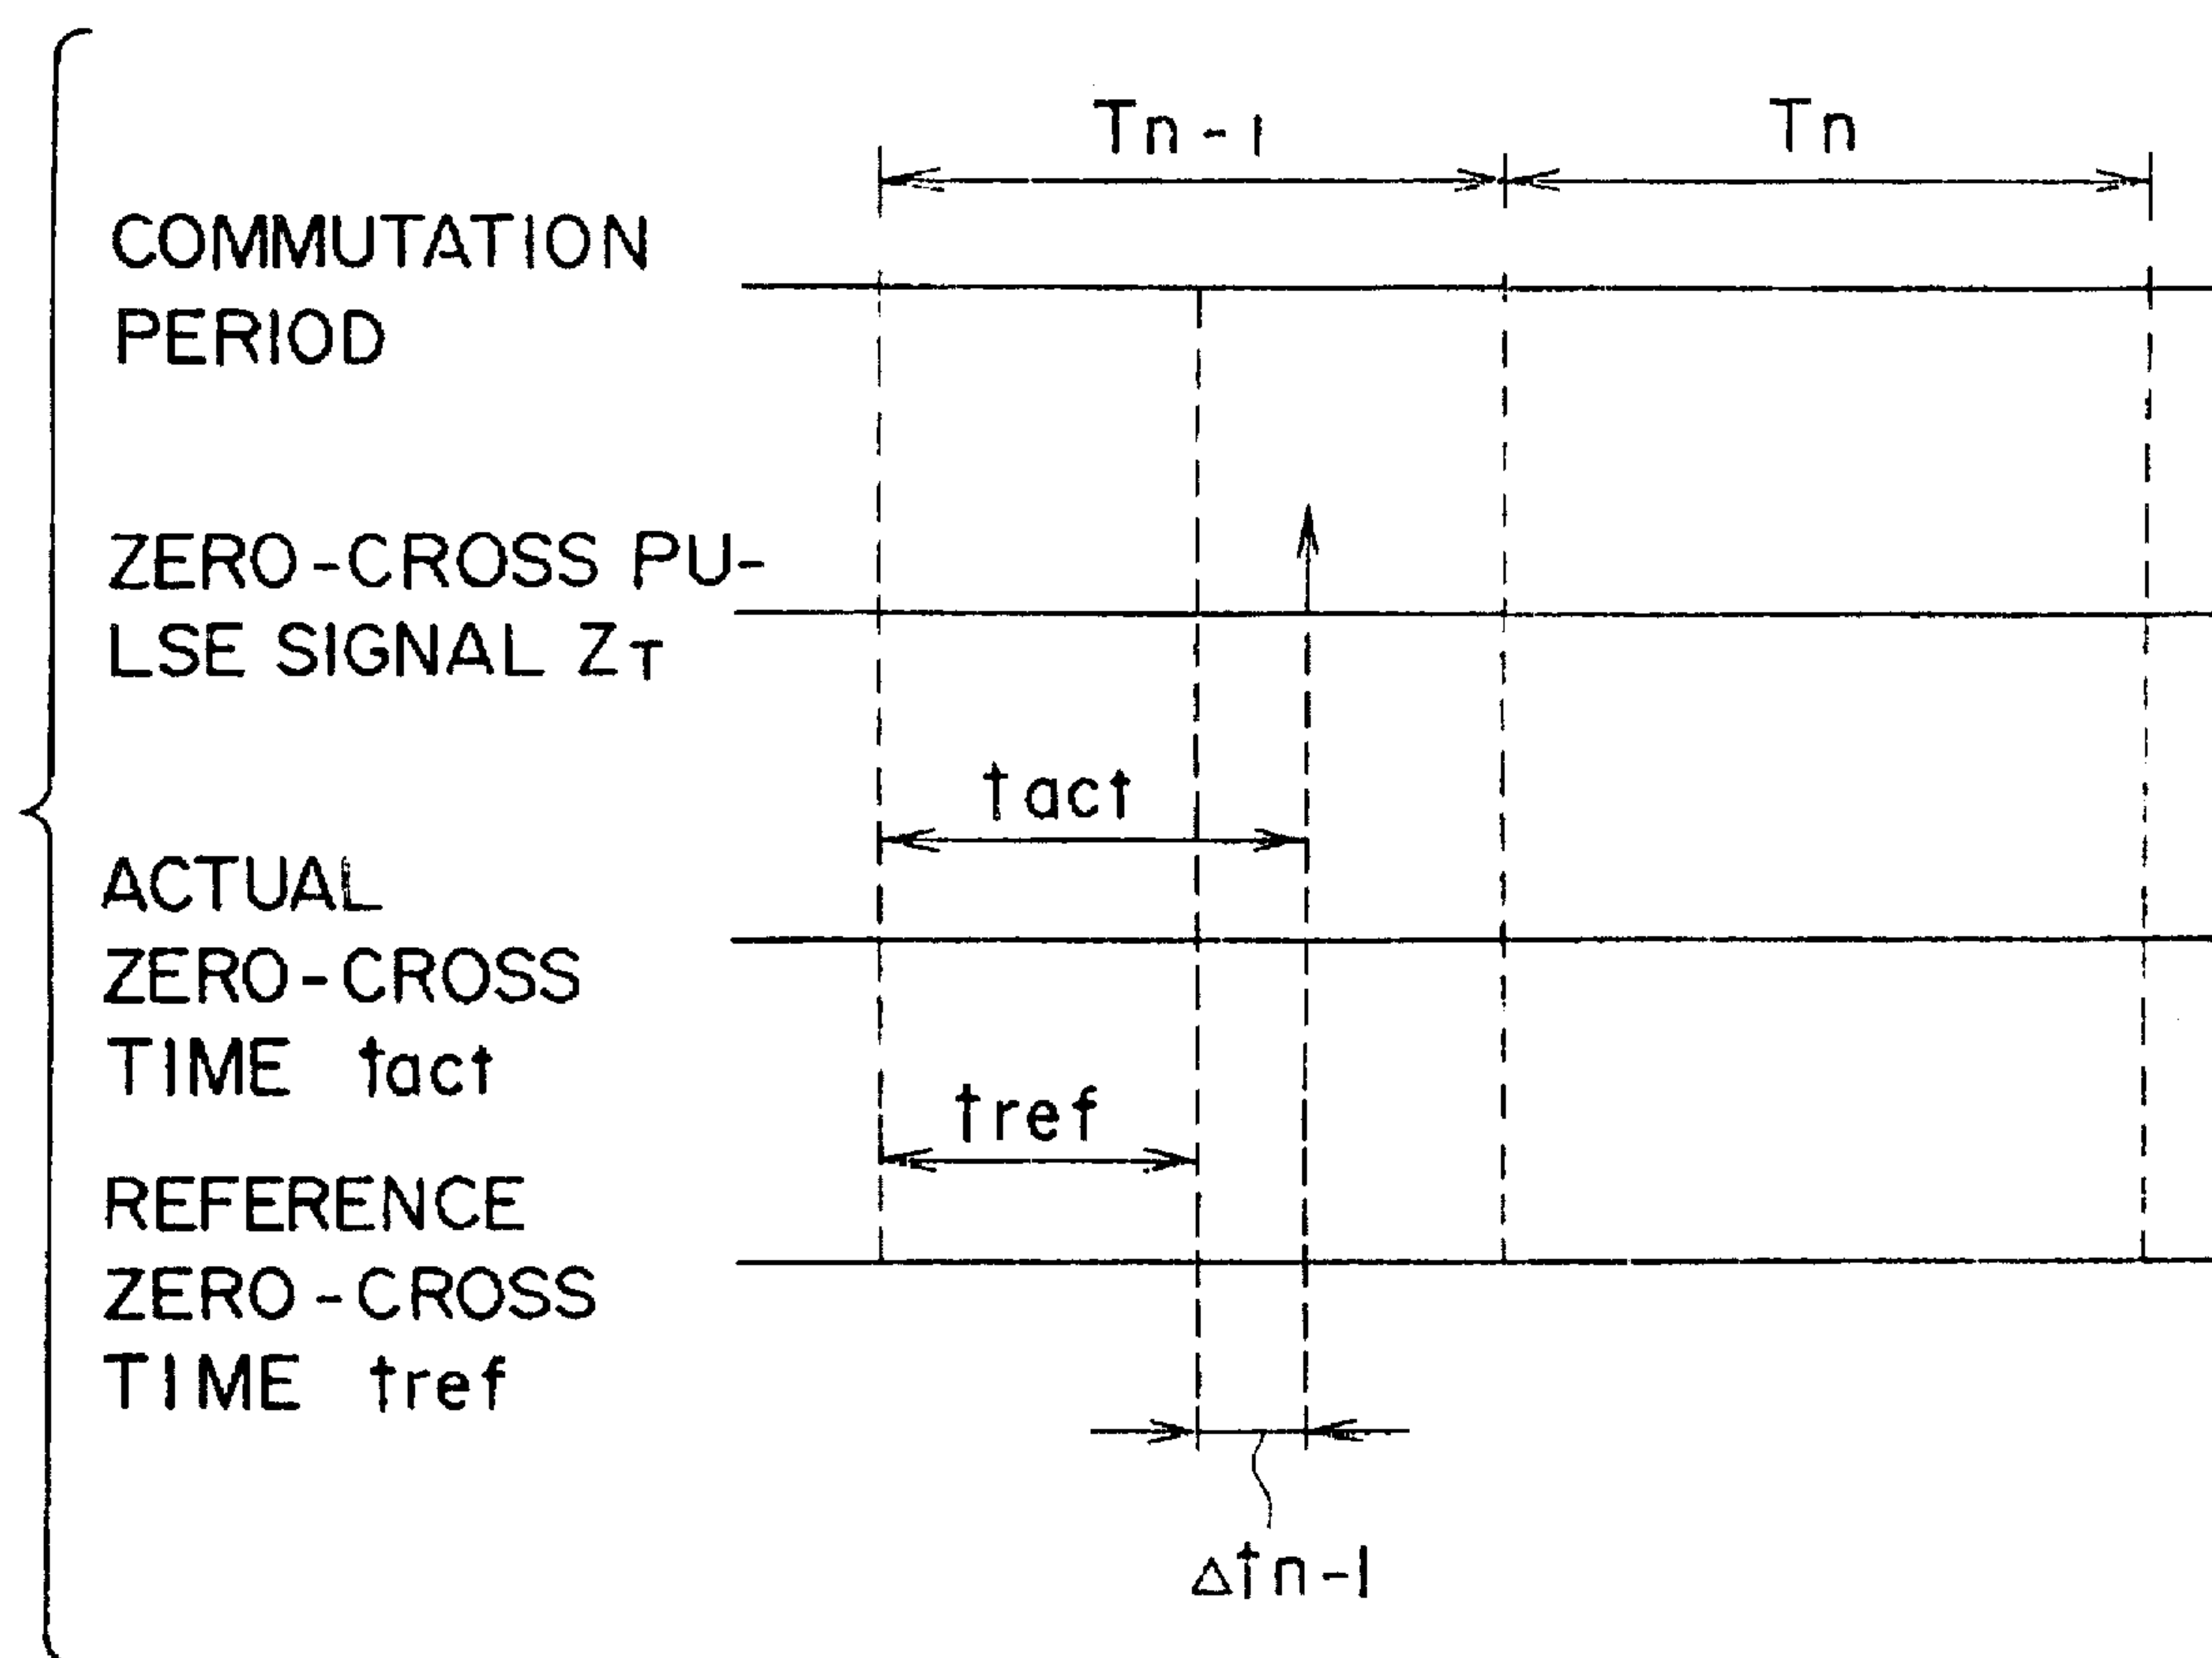 Tn-1
Tn
COMMUTATION
PERIOD
ZERO-CROSS PU-
LSE SIGNAL ZT
tact
ACTUAL
ZERO-CROSS
TIME tact
tref
REFERENCE
ZERO-CROSS
TIME tref
Δtn-1